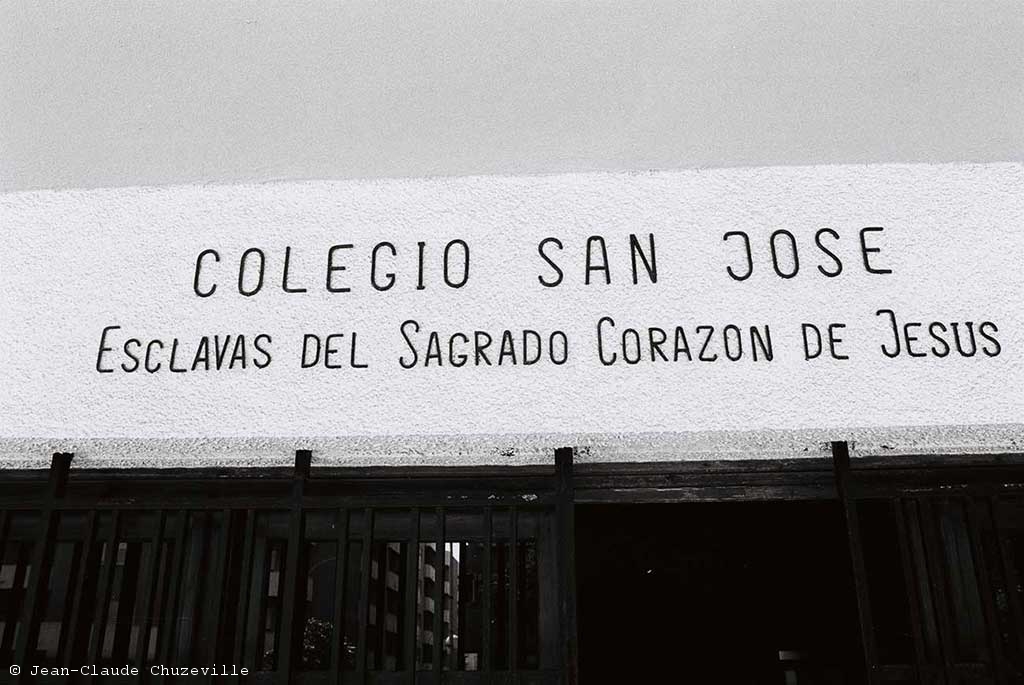 COLEGIO SAN JOSE
ESCLAVAS DEL SAGRADO CORAZON DE JESUS
© Jean-Claude Chuzeville